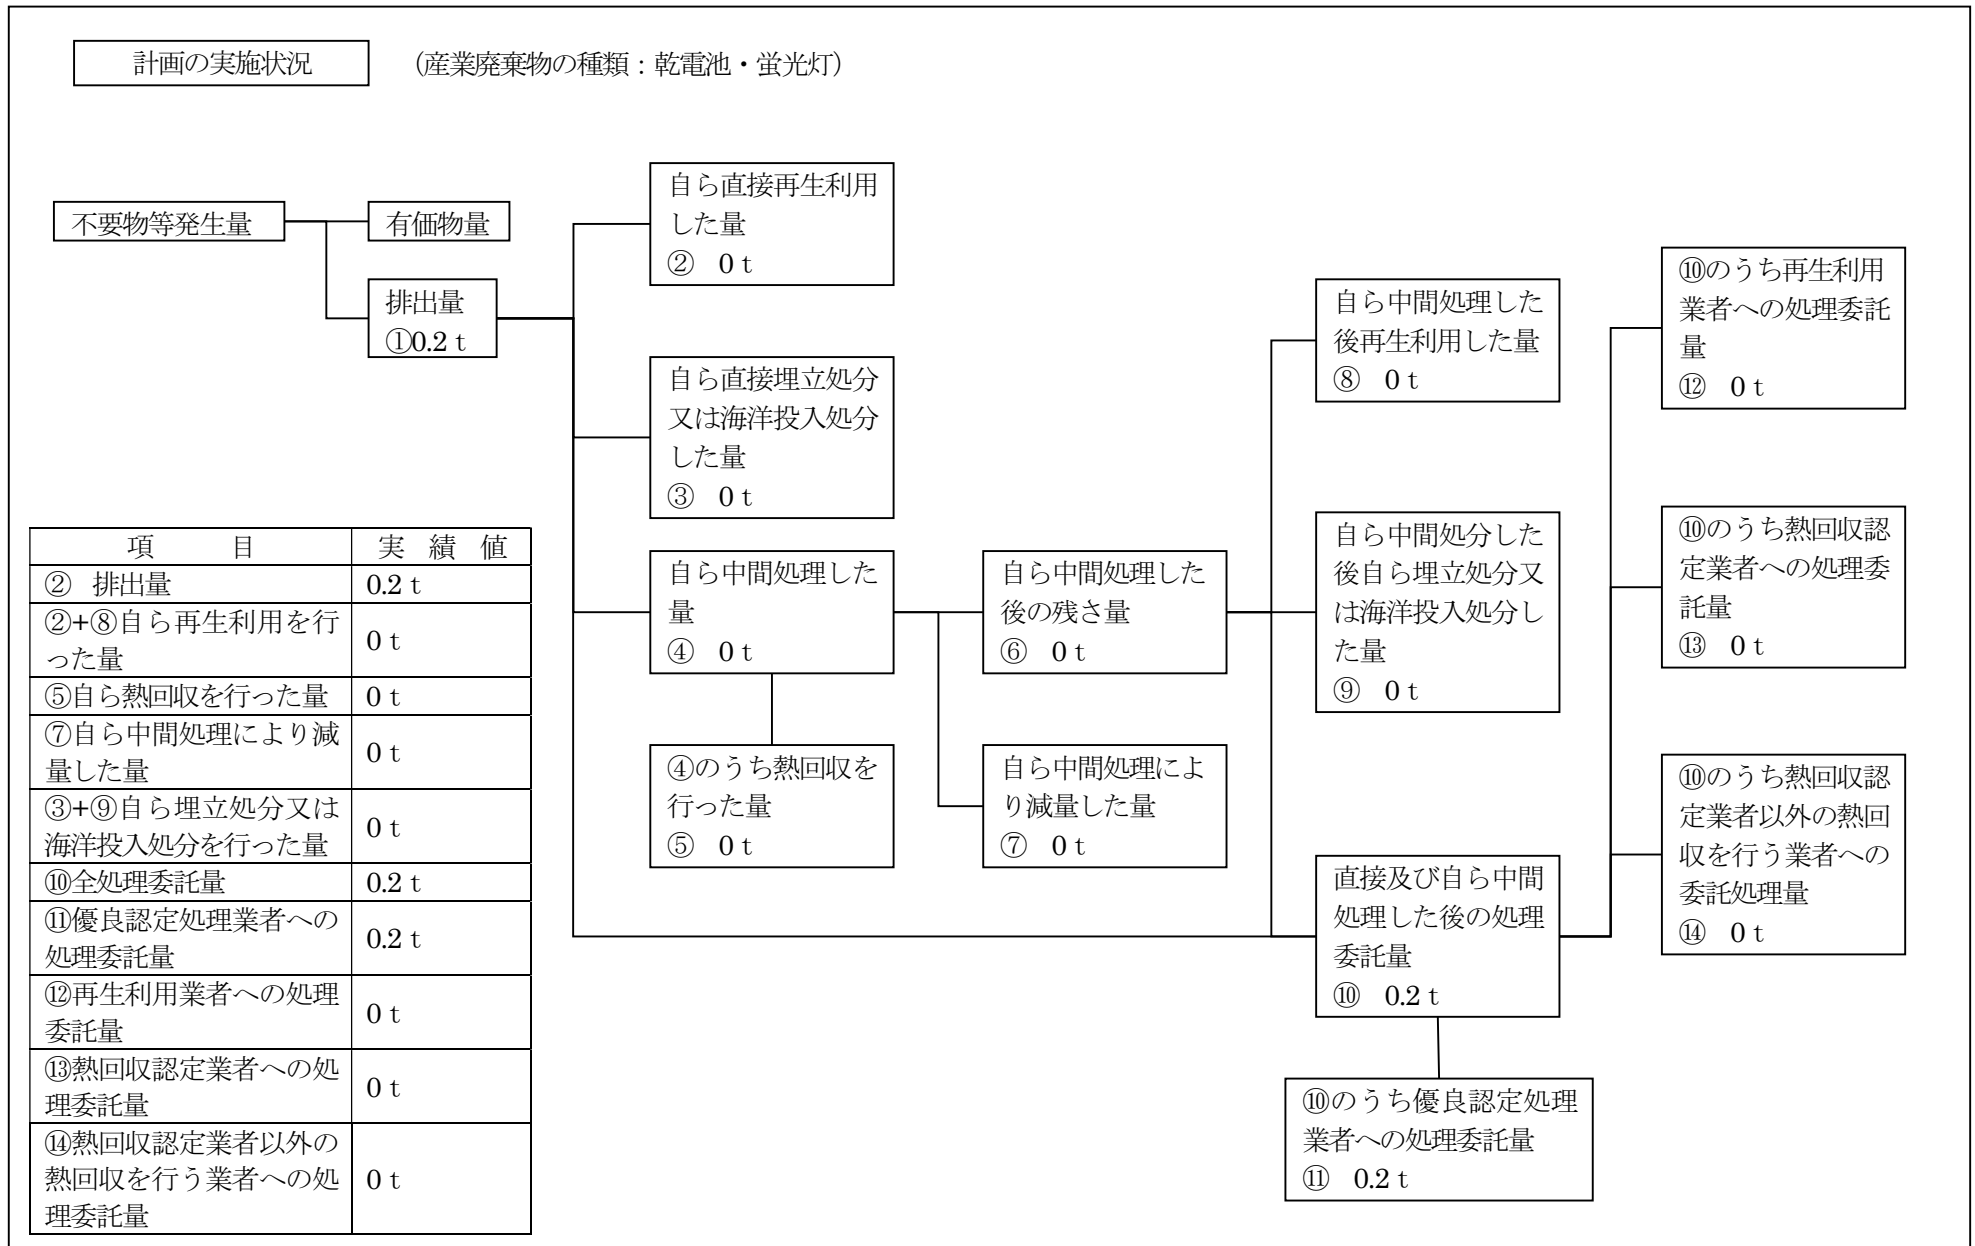 計画の実施状況
(産業廃棄物の種類：乾電池・蛍光灯)
不要物等発生量
有価物量
排出量
①0.2 t
自ら直接再生利用
した量
② 0 t
自ら直接埋立処分
又は海洋投入処分
した量
③ 0 t
自ら中間処理した
量
④ 0 t
④のうち熱回収を
行った量
⑤ 0 t
自ら中間処理した
後の残さ量
⑥ 0 t
自ら中間処理によ
り減量した量
⑦ 0 t
自ら中間処理した
後再生利用した量
⑧ 0 t
自ら中間処分した
後自ら埋立処分又
は海洋投入処分し
た量
⑨ 0 t
直接及び自ら中間
処理した後の処理
委託量
⑩ 0.2 t
⑩のうち優良認定処理
業者への処理委託量
⑪ 0.2 t
⑩のうち再生利用
業者への処理委託
量
⑫ 0 t
⑩のうち熱回収認
定業者への処理委
託量
⑬ 0 t
⑩のうち熱回収認
定業者以外の熱回
収を行う業者への
委託処理量
⑭ 0 t
項 目 実 績 値
② 排出量 0.2 t
②+⑧自ら再生利用を行
った量 0 t
⑤自ら熱回収を行った量 0 t
⑦自ら中間処理により減
量した量 0 t
③+⑨自ら埋立処分又は
海洋投入処分を行った量 0 t
⑩全処理委託量 0.2 t
⑪優良認定処理業者への
処理委託量 0.2 t
⑫再生利用業者への処理
委託量 0 t
⑬熱回収認定業者への処
理委託量 0 t
⑭熱回収認定業者以外の
熱回収を行う業者への処
理委託量 0 t